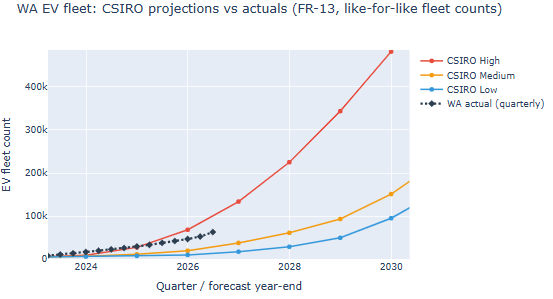 WA EV fleet: CSIRO projections vs actuals (FR-13, like-for-like fleet counts)
CSIRO High
CSIRO Medium
CSIRO Low
WA actual (quarterly)
EV fleet count
400k
300k
200k
100k
0
2024
2026
2028
2030
Quarter / forecast year-end